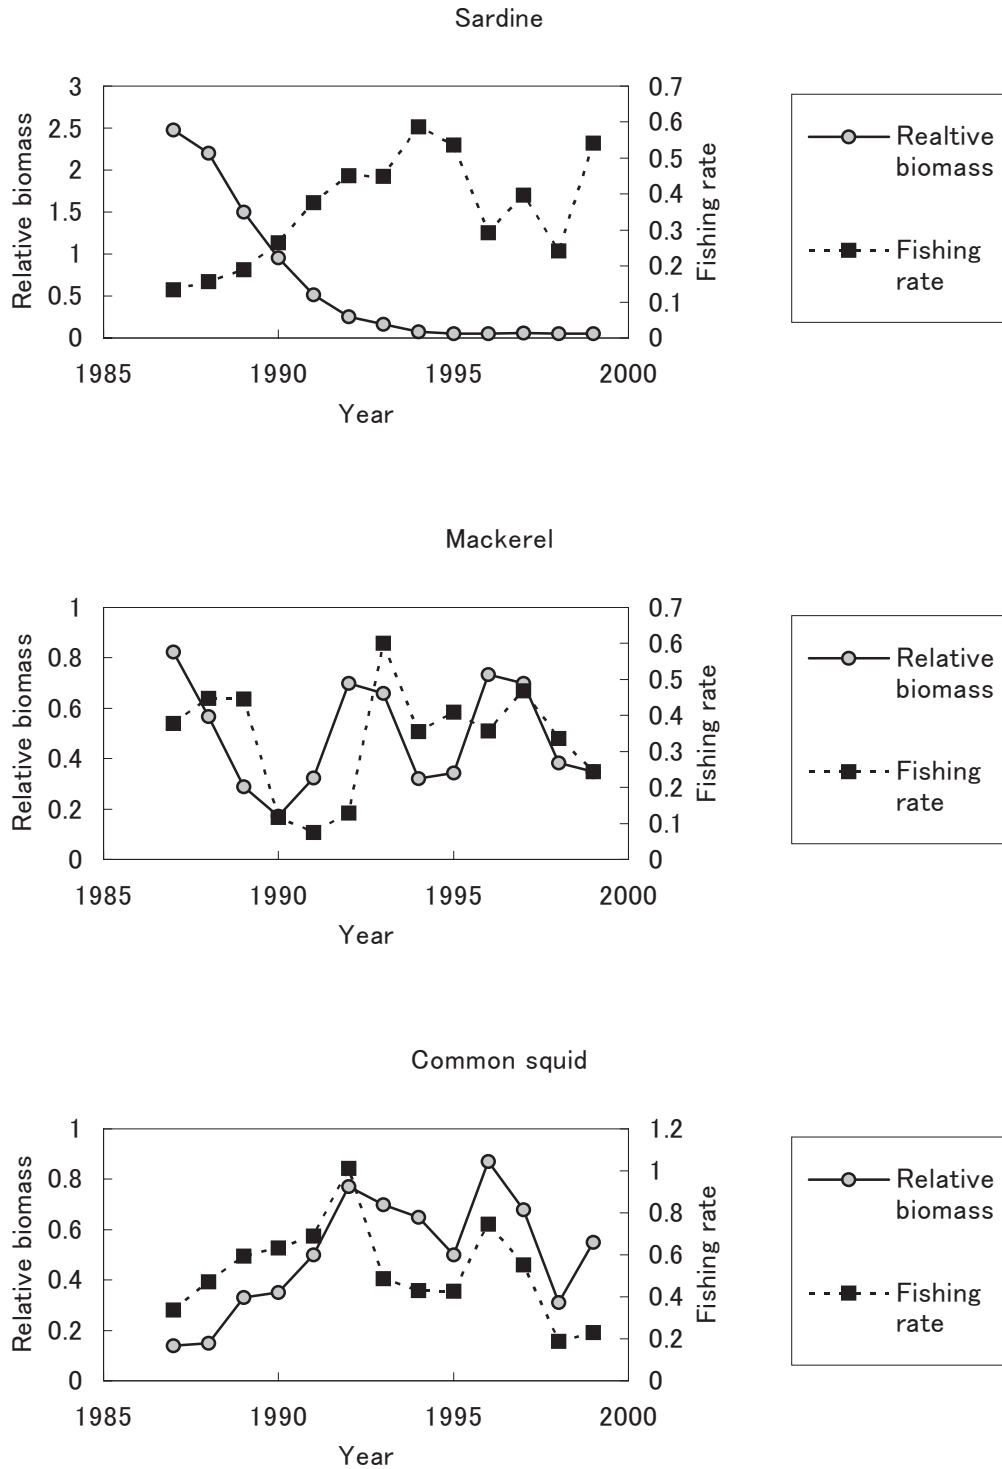 Sardine
3
2.5
2
1.5
1
0.5
0
Relative biomass
0.7
0.6
0.5
0.4
0.3
0.2
0.1
0
Fishing rate
1985 1990 1995 2000
Year
Realtive
biomass
Fishing
rate
Mackerel
1
0.8
0.6
0.4
0.2
0
Relative biomass
0.7
0.6
0.5
0.4
0.3
0.2
0.1
0
Fishing rate
1985 1990 1995 2000
Year
Relative
biomass
Fishing
rate
Common squid
1
0.8
0.6
0.4
0.2
0
Relative biomass
1.2
1
0.8
0.6
0.4
0.2
0
Fishing rate
1985 1990 1995 2000
Year
Relative
biomass
Fishing
rate